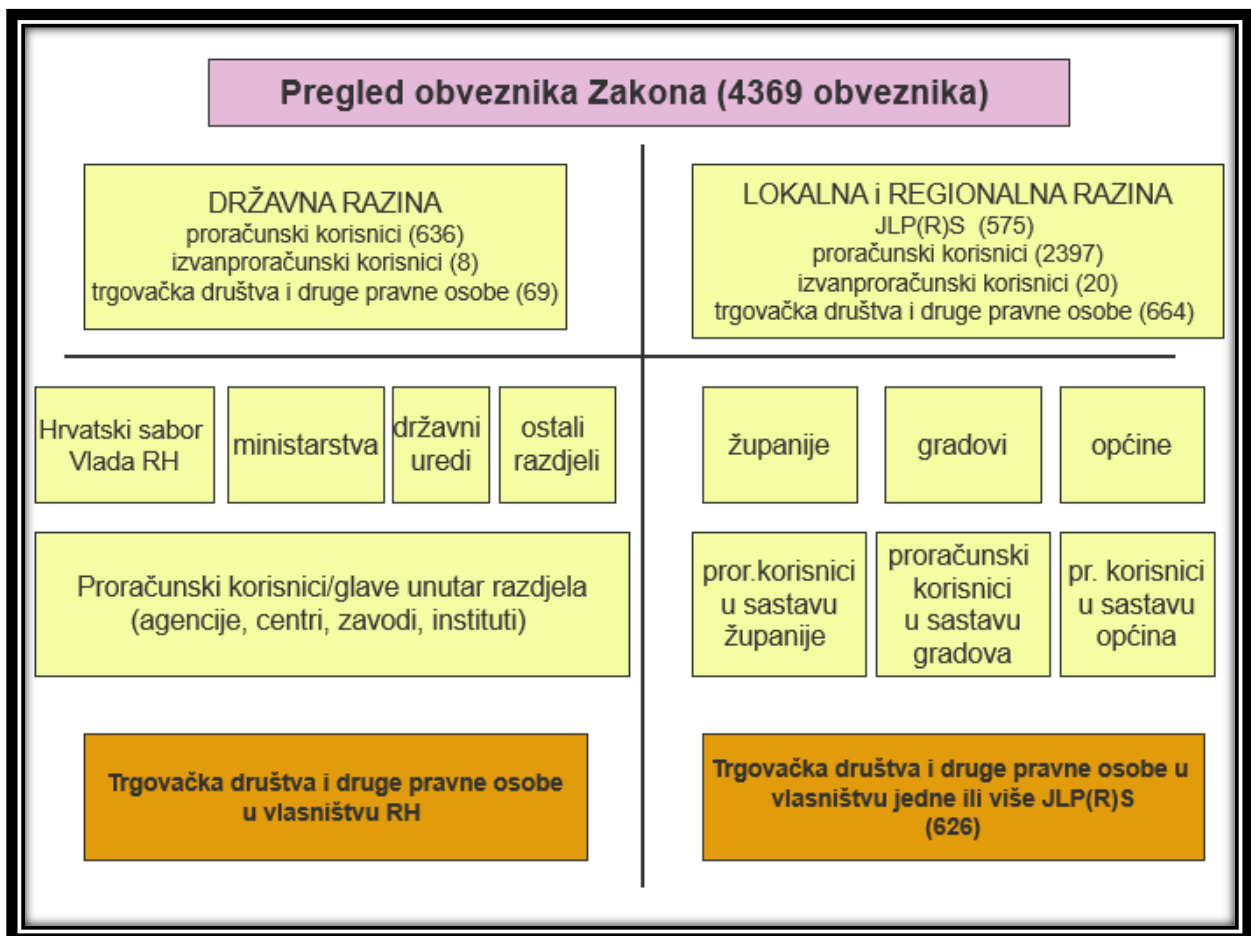 Pregled obveznika Zakona (4369 obveznika)
DRŽAVNA RAZINA
proračunski korisnici (636)
izvanproračunski korisnici (8)
trgovačka društva i druge pravne osobe (69)
LOKALNA i REGIONALNA RAZINA
JLP(R)S (575)
proračunski korisnici (2397)
izvanproračunski korisnici (20)
trgovačka društva i druge pravne osobe (664)
Hrvatski sabor
Vlada RH
ministarstva
državni
uredi
ostali
razdjeli
županije
gradovi
općine
Proračunski korisnici/glave unutar razdjela
(agencije, centri, zavodi, instituti)
pror.korisnici
u sastavu
županije
proračunski
korisnici
u sastavu
gradova
pr. korisnici
u sastavu
općina
Trgovačka društva i druge pravne osobe
u vlasništvu RH
Trgovačka društva i druge pravne osobe u
vlasništvu jedne ili više JLP(R)S
(626)